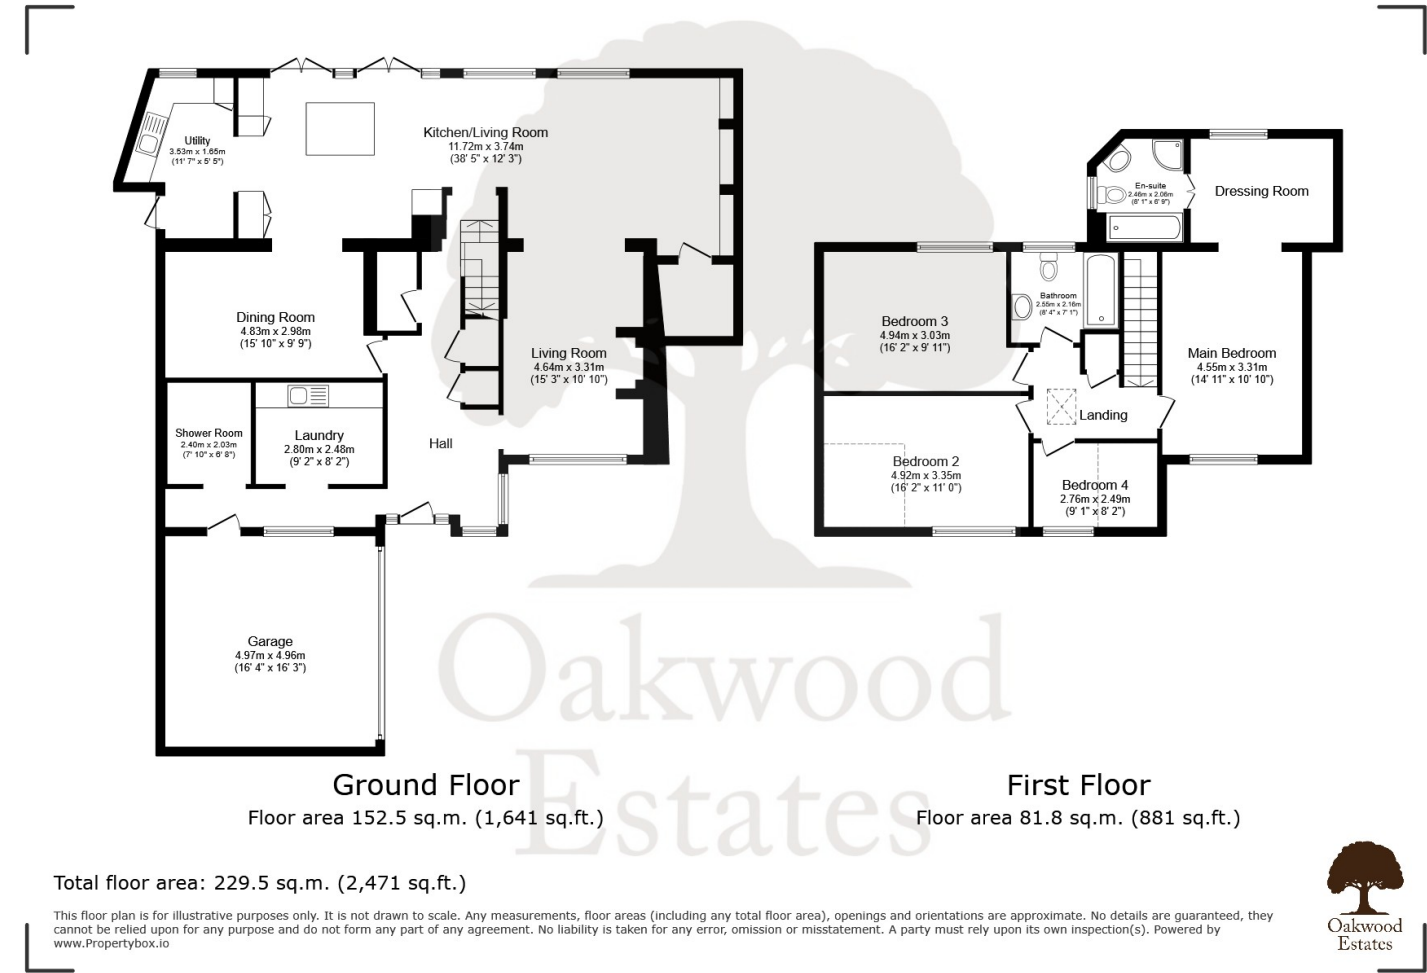 Utility
3.53m x 1.65m
(11' 7" x 5' 5")
Kitchen/Living Room
11.72m x 3.74m
(38' 5" x 12' 3")
Dining Room
4.83m x 2.98m
(15' 10" x 9' 9")
Living Room
4.64m x 3.31m
(15' 3" x 10' 10")
Shower Room
2.40m x 2.03m
(7' 10" x 6' 8")
Laundry
2.80m x 2.48m
(9' 2" x 8' 2")
Hall
Garage
4.97m x 4.96m
(16' 4" x 16' 3")
En-suite
2.46m x 2.06m
(8' 1" x 6' 9")
Dressing Room
Bathroom
2.55m x 2.16m
(8' 4" x 7' 1")
Bedroom 3
4.94m x 3.03m
(16' 2" x 9' 11")
Main Bedroom
4.55m x 3.31m
(14' 11" x 10' 10")
Landing
Bedroom 2
4.92m x 3.35m
(16' 2" x 11' 0")
Bedroom 4
2.76m x 2.49m
(9' 1" x 8' 2")
Oakwood
Estates
Ground Floor
Floor area 152.5 sq.m. (1,641 sq.ft.)
First Floor
Floor area 81.8 sq.m. (881 sq.ft.)
Total floor area: 229.5 sq.m. (2,471 sq.ft.)
This floor plan is for illustrative purposes only. It is not drawn to scale. Any measurements, floor areas (including any total floor area), openings and orientations are approximate. No details are guaranteed, they
cannot be relied upon for any purpose and do not form any part of any agreement. No liability is taken for any error, omission or misstatement. A party must rely upon its own inspection(s). Powered by
www.Propertybox.io
Oakwood
Estates